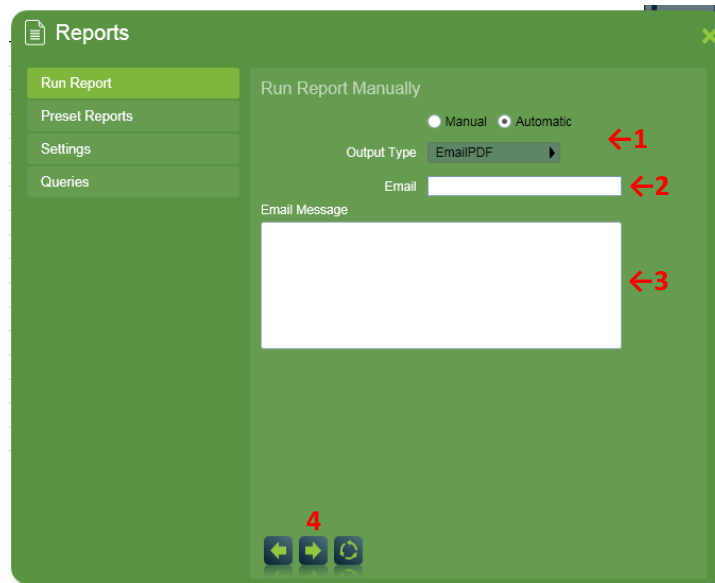 Reports
Run Report
Preset Reports
Settings
Queries
Run Report Manually
Manual Automatic
←1
Output Type EmailPDF
Email ←2
Email Message
←3
4